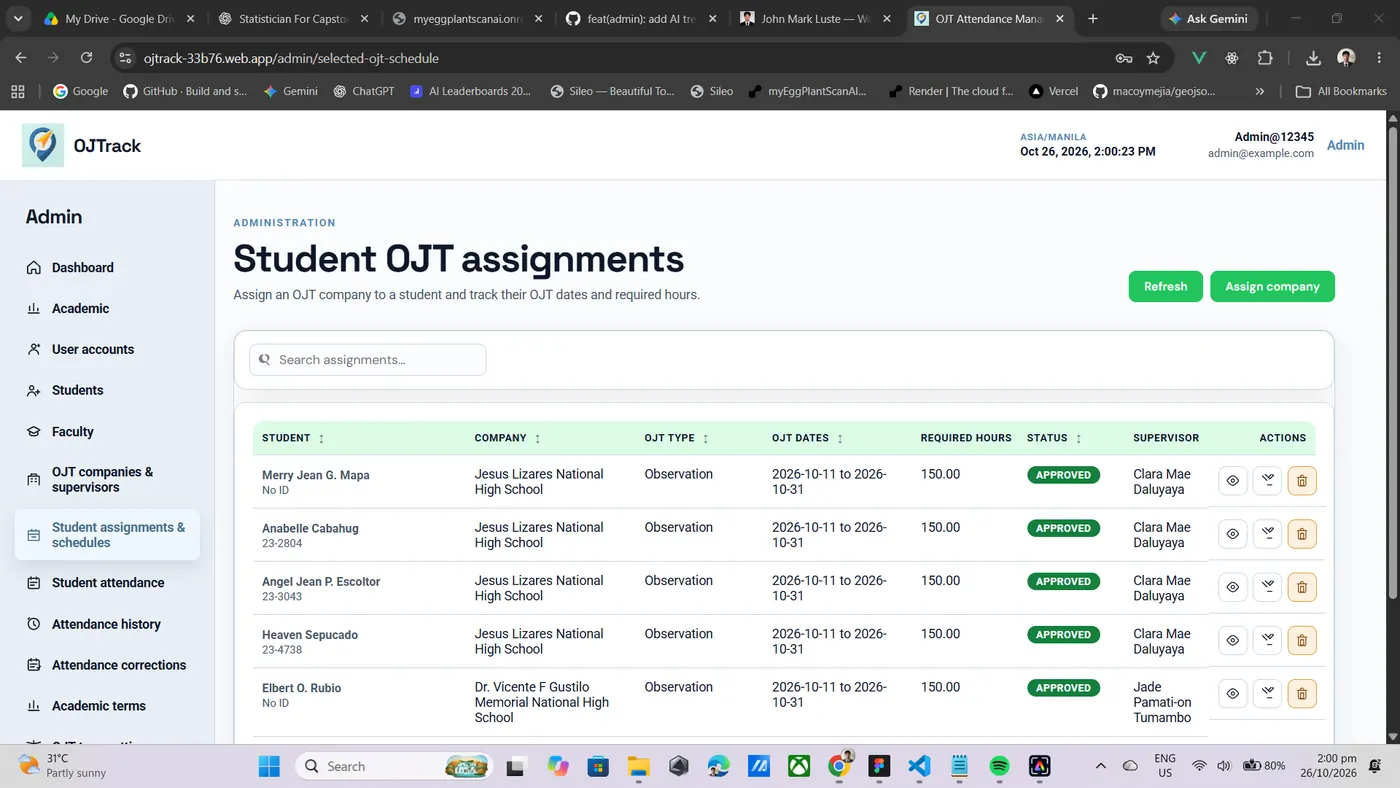 My Drive - Google Dri
Statistician For Capsto
myeggplantscanai.onre
feat(admin): add AI tre
John Mark Luste — W
OJT Attendance Mana
Ask Gemini
ojtrack-33b76.web.app/admin/selected-ojt-schedule
Google
GitHub · Build and s...
Gemini
ChatGPT
AI Leaderboards 20...
Sileo — Beautiful To...
Sileo
myEggPlantScanAI...
Render | The cloud f...
Vercel
macoymejia/geojso...
All Bookmarks
OJTrack
ASIA/MANILA
Oct 26, 2026, 2:00:23 PM
Admin@12345
admin@example.com
Admin
Admin
Dashboard
Academic
User accounts
Students
Faculty
OJT companies &
supervisors
Student assignments &
schedules
Student attendance
Attendance history
Attendance corrections
Academic terms
ADMINISTRATION
Student OJT assignments
Assign an OJT company to a student and track their OJT dates and required hours.
Refresh
Assign company
Search assignments...
STUDENT COMPANY OJT TYPE OJT DATES REQUIRED HOURS STATUS SUPERVISOR ACTIONS
Merry Jean G. Mapa Jesus Lizares National Observation 2026-10-11 to 2026- 150.00 APPROVED Clara Mae
No ID High School 10-31 Daluyaya
Anabelle Cabahug Jesus Lizares National Observation 2026-10-11 to 2026- 150.00 APPROVED Clara Mae
23-2804 High School 10-31 Daluyaya
Angel Jean P. Escoltor Jesus Lizares National Observation 2026-10-11 to 2026- 150.00 APPROVED Clara Mae
23-3043 High School 10-31 Daluyaya
Heaven Sepucado Jesus Lizares National Observation 2026-10-11 to 2026- 150.00 APPROVED Clara Mae
23-4738 High School 10-31 Daluyaya
Elbert O. Rubio Dr. Vicente F Gustilo Observation 2026-10-11 to 2026- 150.00 APPROVED Jade
No ID Memorial National High 10-31 Pamati-on
School Tumambo
31°C
Partly sunny
Search
ENG
US
80%
2:00 pm
26/10/2026